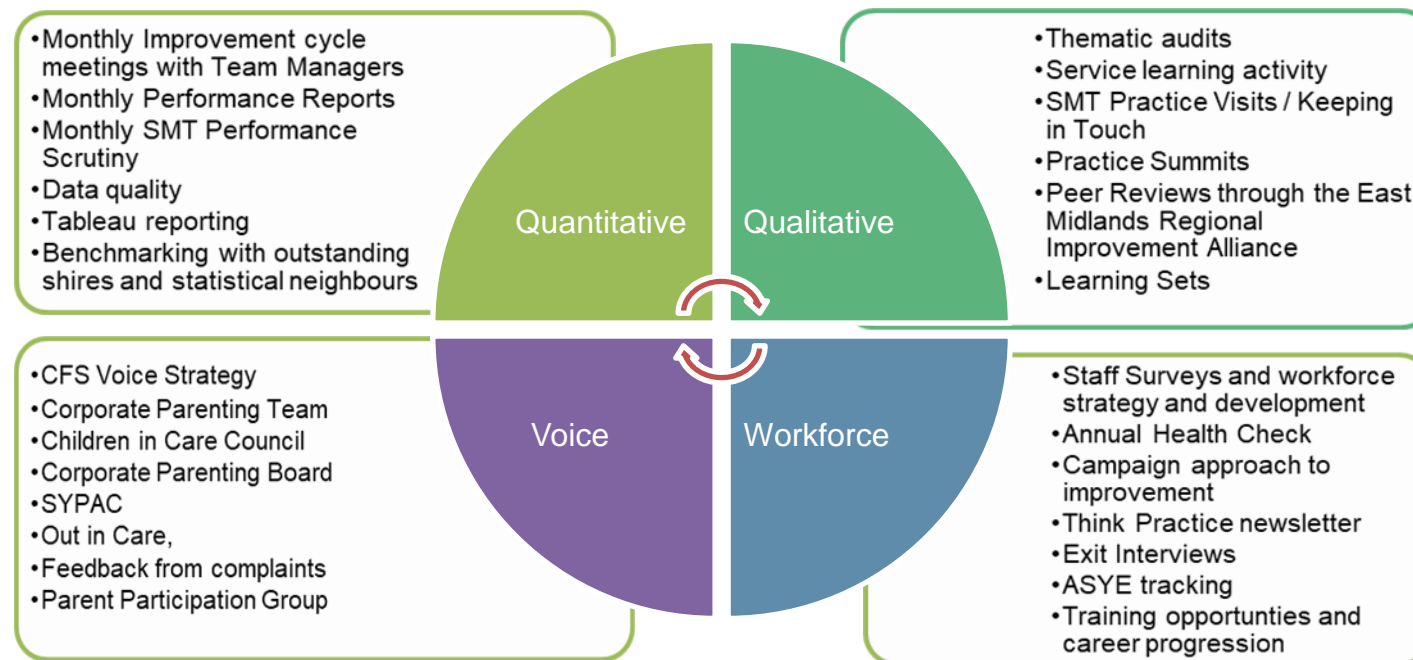 •Monthly Improvement cycle
meetings with Team Managers
•Monthly Performance Reports
•Monthly SMT Performance
Scrutiny
•Data quality
•Tableau reporting
•Benchmarking with outstanding
shires and statistical neighbours
Quantitative
Qualitative
•Thematic audits
•Service learning activity
•SMT Practice Visits / Keeping
in Touch
•Practice Summits
•Peer Reviews through the East
Midlands Regional
Improvement Alliance
•Learning Sets
•CFS Voice Strategy
•Corporate Parenting Team
•Children in Care Council
•Corporate Parenting Board
•SYPAC
•Out in Care,
•Feedback from complaints
•Parent Participation Group
Voice
Workforce
•Staff Surveys and workforce
strategy and development
•Annual Health Check
•Campaign approach to
improvement
•Think Practice newsletter
•Exit Interviews
•ASYE tracking
•Training opportunties and
career progression